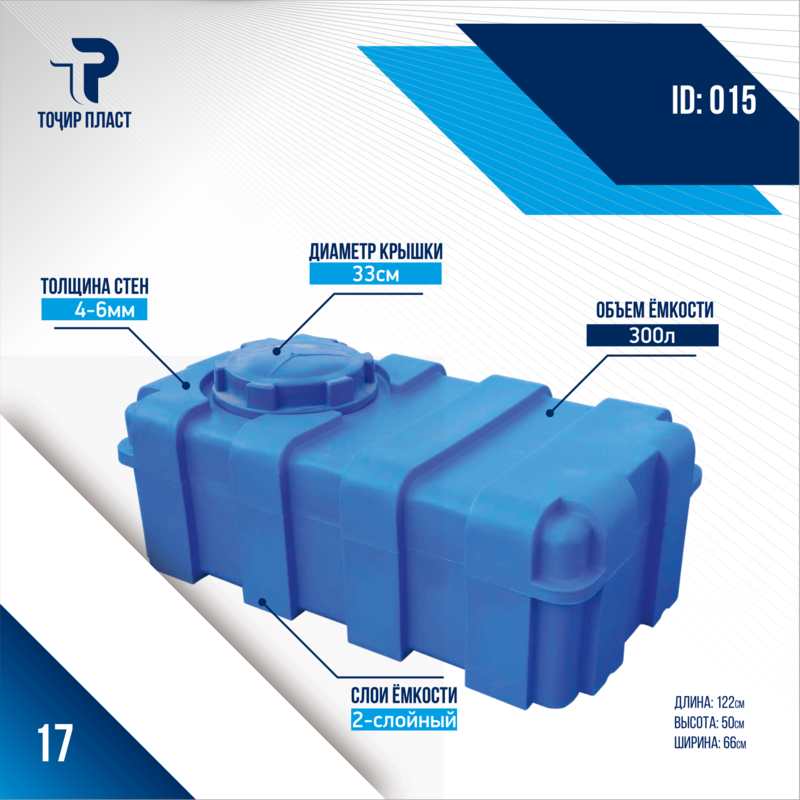 ТОҶИР ПЛАСТ
ID: 015
ДИАМЕТР КРЫШКИ
33см
ТОЛЩИНА СТЕН
4-6мм
ОБЪЕМ ЁМКОСТИ
300л
СЛОИ ЁМКОСТИ
2-слойный
ДЛИНА: 122см
ВЫСОТА: 50см
ШИРИНА: 66см
17